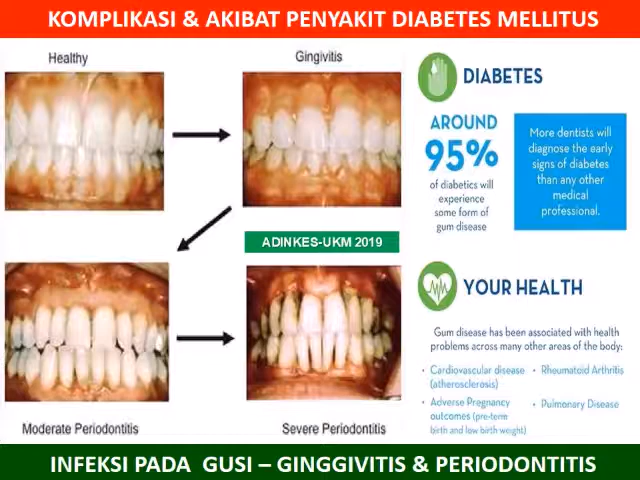 KOMPLIKASI & AKIBAT PENYAKIT DIABETES MELLITUS
Healthy
Gingivitis
ADINKES-UKM 2019
Moderate Periodontitis
Severe Periodontitis
DIABETES
AROUND
95%
of diabetics will
experience
some form of
gum disease
More dentists will
diagnose the early
signs of diabetes
than any other
medical
professional.
YOUR HEALTH
Gum disease has been associated with health
problems across many other areas of the body:
• Cardiovascular disease
(atherosclerosis)
• Rheumatoid Arthritis
• Adverse Pregnancy
outcomes (pre-term
birth and low birth weight)
• Pulmonary Disease
INFEKSI PADA GUSI – GINGGIVITIS & PERIODONTITIS